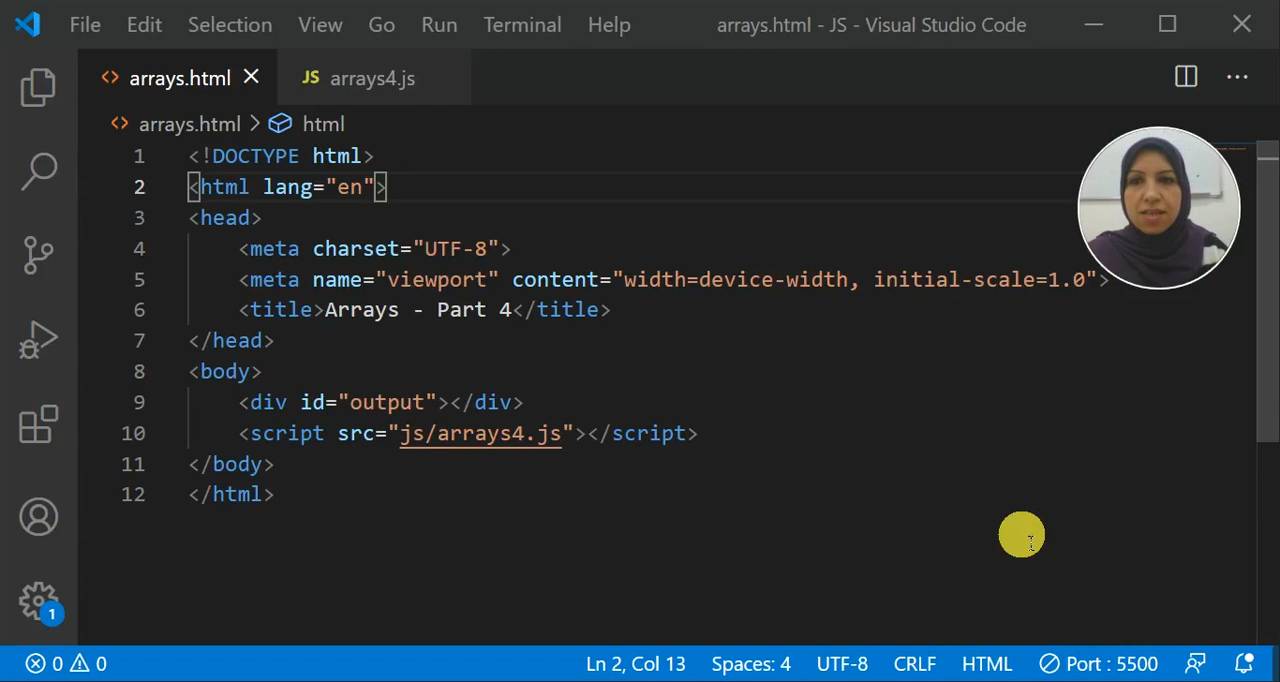 File Edit Selection View Go Run Terminal Help arrays.html - JS - Visual Studio Code
arrays.html JS arrays4.js
arrays.html > html
1 <!DOCTYPE html>
2 <html lang="en">
3 <head>
4 <meta charset="UTF-8">
5 <meta name="viewport" content="width=device-width, initial-scale=1.0">
6 <title>Arrays - Part 4</title>
7 </head>
8 <body>
9 <div id="output"></div>
10 <script src="js/arrays4.js"></script>
11 </body>
12 </html>
1
0 0 Ln 2, Col 13 Spaces: 4 UTF-8 CRLF HTML Port : 5500